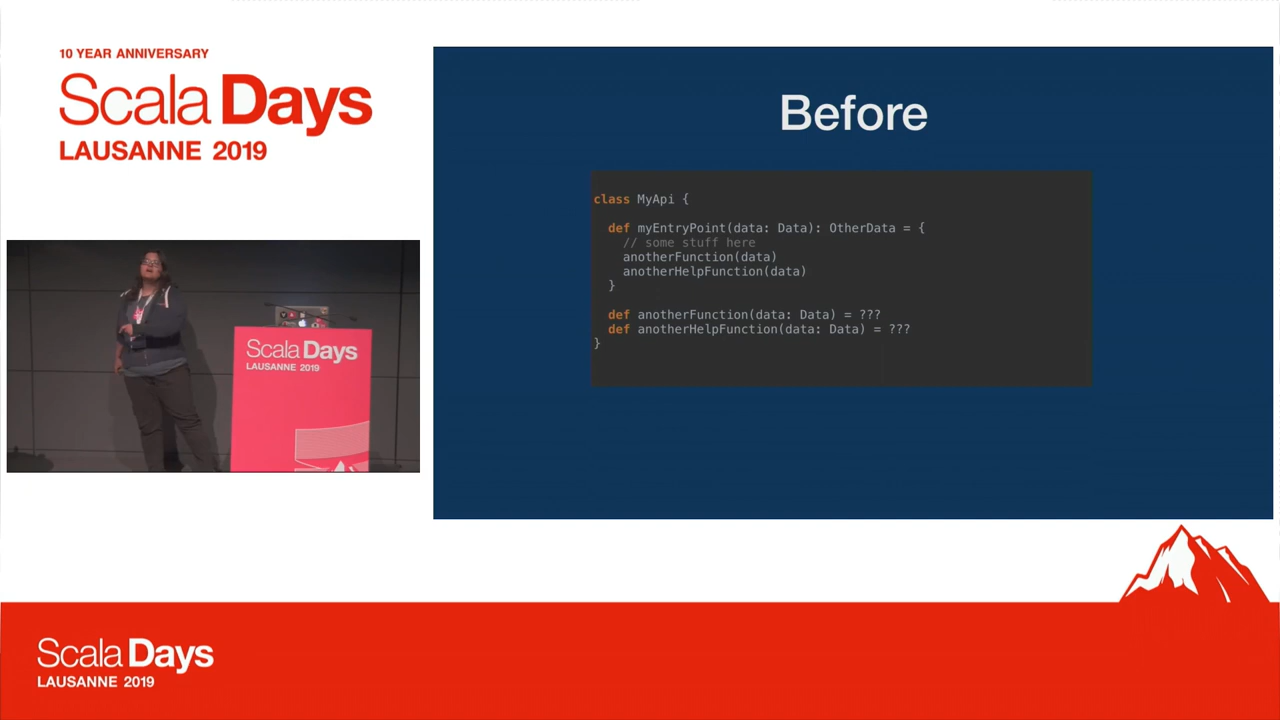 10 YEAR ANNIVERSARY
Scala Days
LAUSANNE 2019
Before
class MyApi {
def myEntryPoint(data: Data): OtherData = {
// some stuff here
anotherFunction(data)
anotherHelpFunction(data)
}
def anotherFunction(data: Data) = ???
def anotherHelpFunction(data: Data) = ???
}
Scala Days
LAUSANNE 2019
Scala Days
LAUSANNE 2019